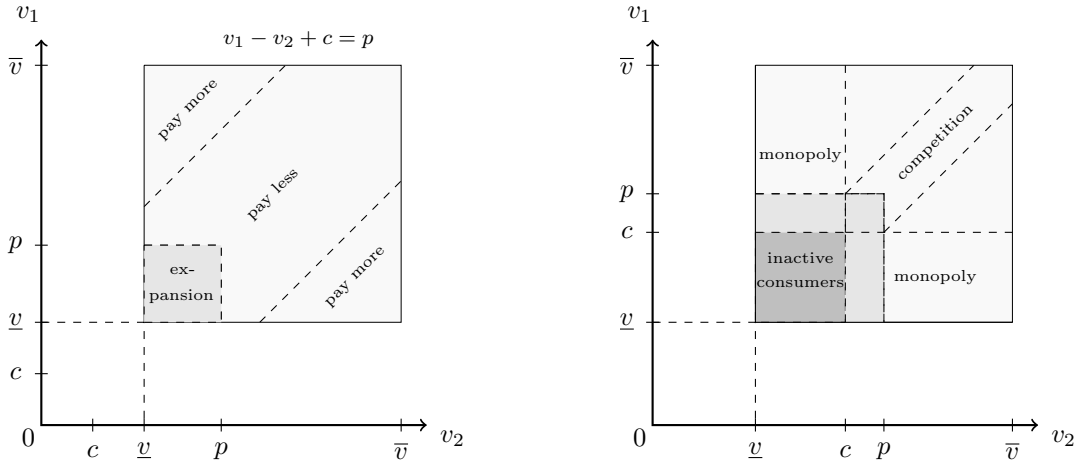 v₁
v₁ − v₂ + c = p
v̅
pay more
pay less
p
ex-
pansion
pay more
v̲
c
0
c
v̲
p
v̅
v₂
v₁
v̅
monopoly
competition
p
c
inactive
consumers
monopoly
v̲
0
v̲
c
p
v̅
v₂